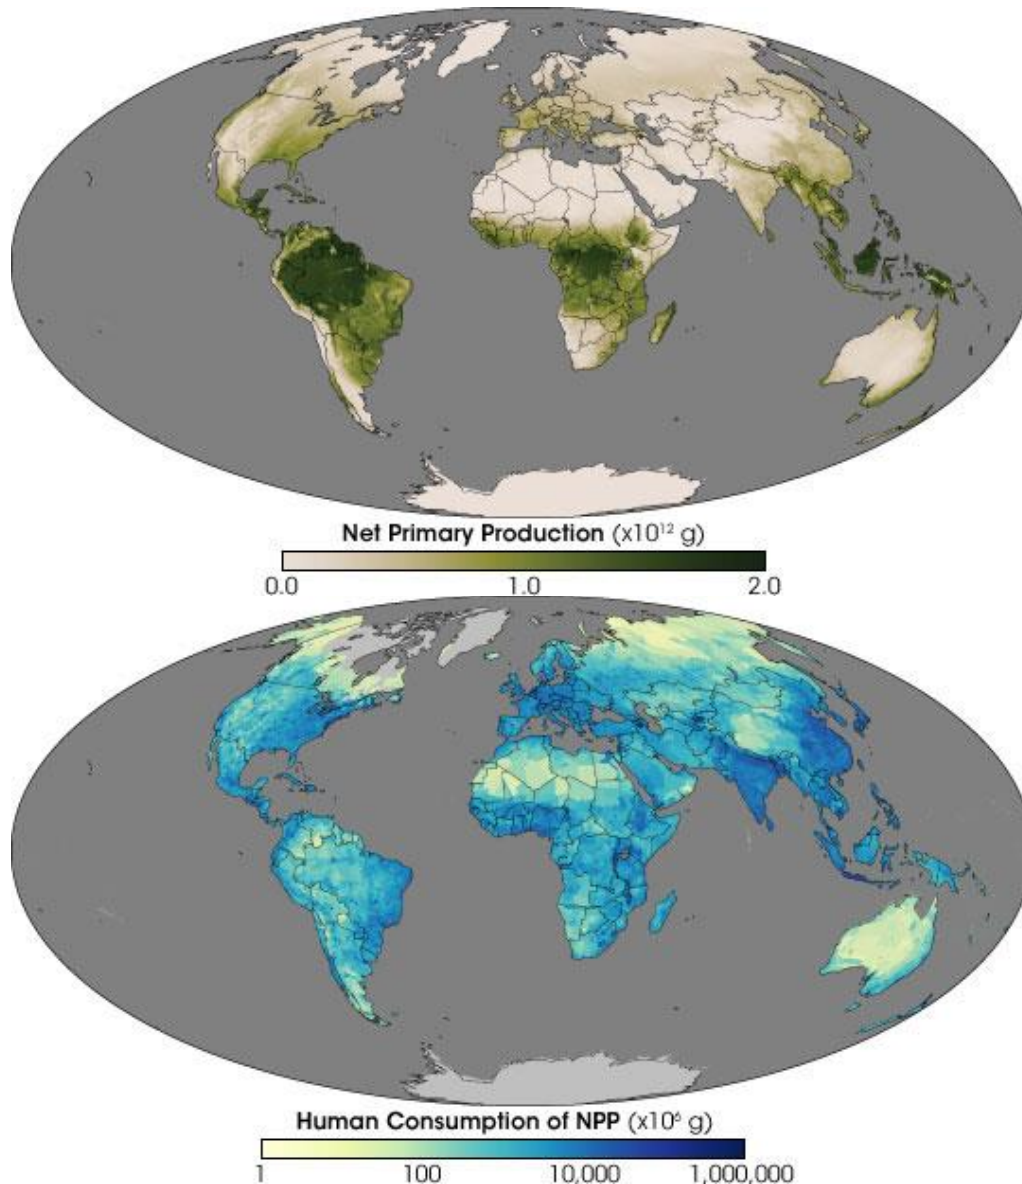 Net Primary Production (x10¹² g)
0.0 1.0 2.0
Human Consumption of NPP (x10⁶ g)
1 100 10,000 1,000,000